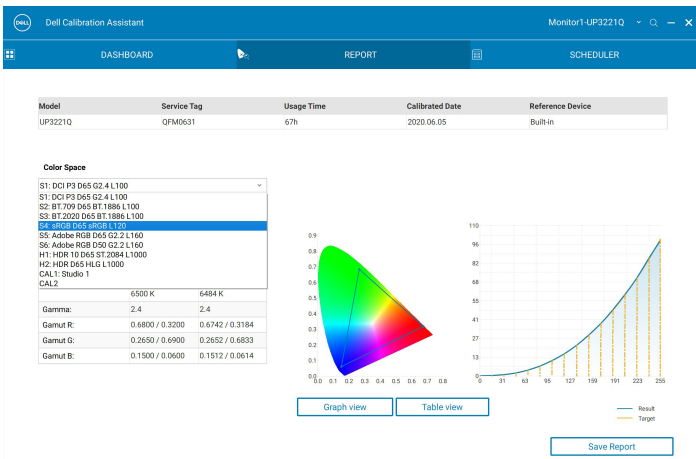 DELL Dell Calibration Assistant Monitor1-UP3221Q
DASHBOARD REPORT SCHEDULER
Model Service Tag Usage Time Calibrated Date Reference Device
UP3221Q QFM0631 67h 2020.06.05 Built-in
Color Space
S1: DCI P3 D65 G2.4 L100
S1: DCI P3 D65 G2.4 L100
S2: BT.709 D65 BT.1886 L100
S3: BT.2020 D65 BT.1886 L100
S4: sRGB D65 sRGB L120
S5: Adobe RGB D65 G2.2 L160
S6: Adobe RGB D50 G2.2 L160
H1: HDR 10 D65 ST.2084 L1000
H2: HDR D65 HLG L1000
CAL1: Studio 1
CAL2
6500 K 6484 K
Gamma: 2.4 2.4
Gamut R: 0.6800 / 0.3200 0.6742 / 0.3184
Gamut G: 0.2650 / 0.6900 0.2652 / 0.6833
Gamut B: 0.1500 / 0.0600 0.1512 / 0.0614
0.9
0.8
0.7
0.6
0.5
0.4
0.3
0.2
0.1
0.0
0.0 0.1 0.2 0.3 0.4 0.5 0.6 0.7 0.8
110
96
82
68
55
41
27
13
0
0 31 63 95 127 159 191 223 255
Graph view Table view
Result
Target
Save Report